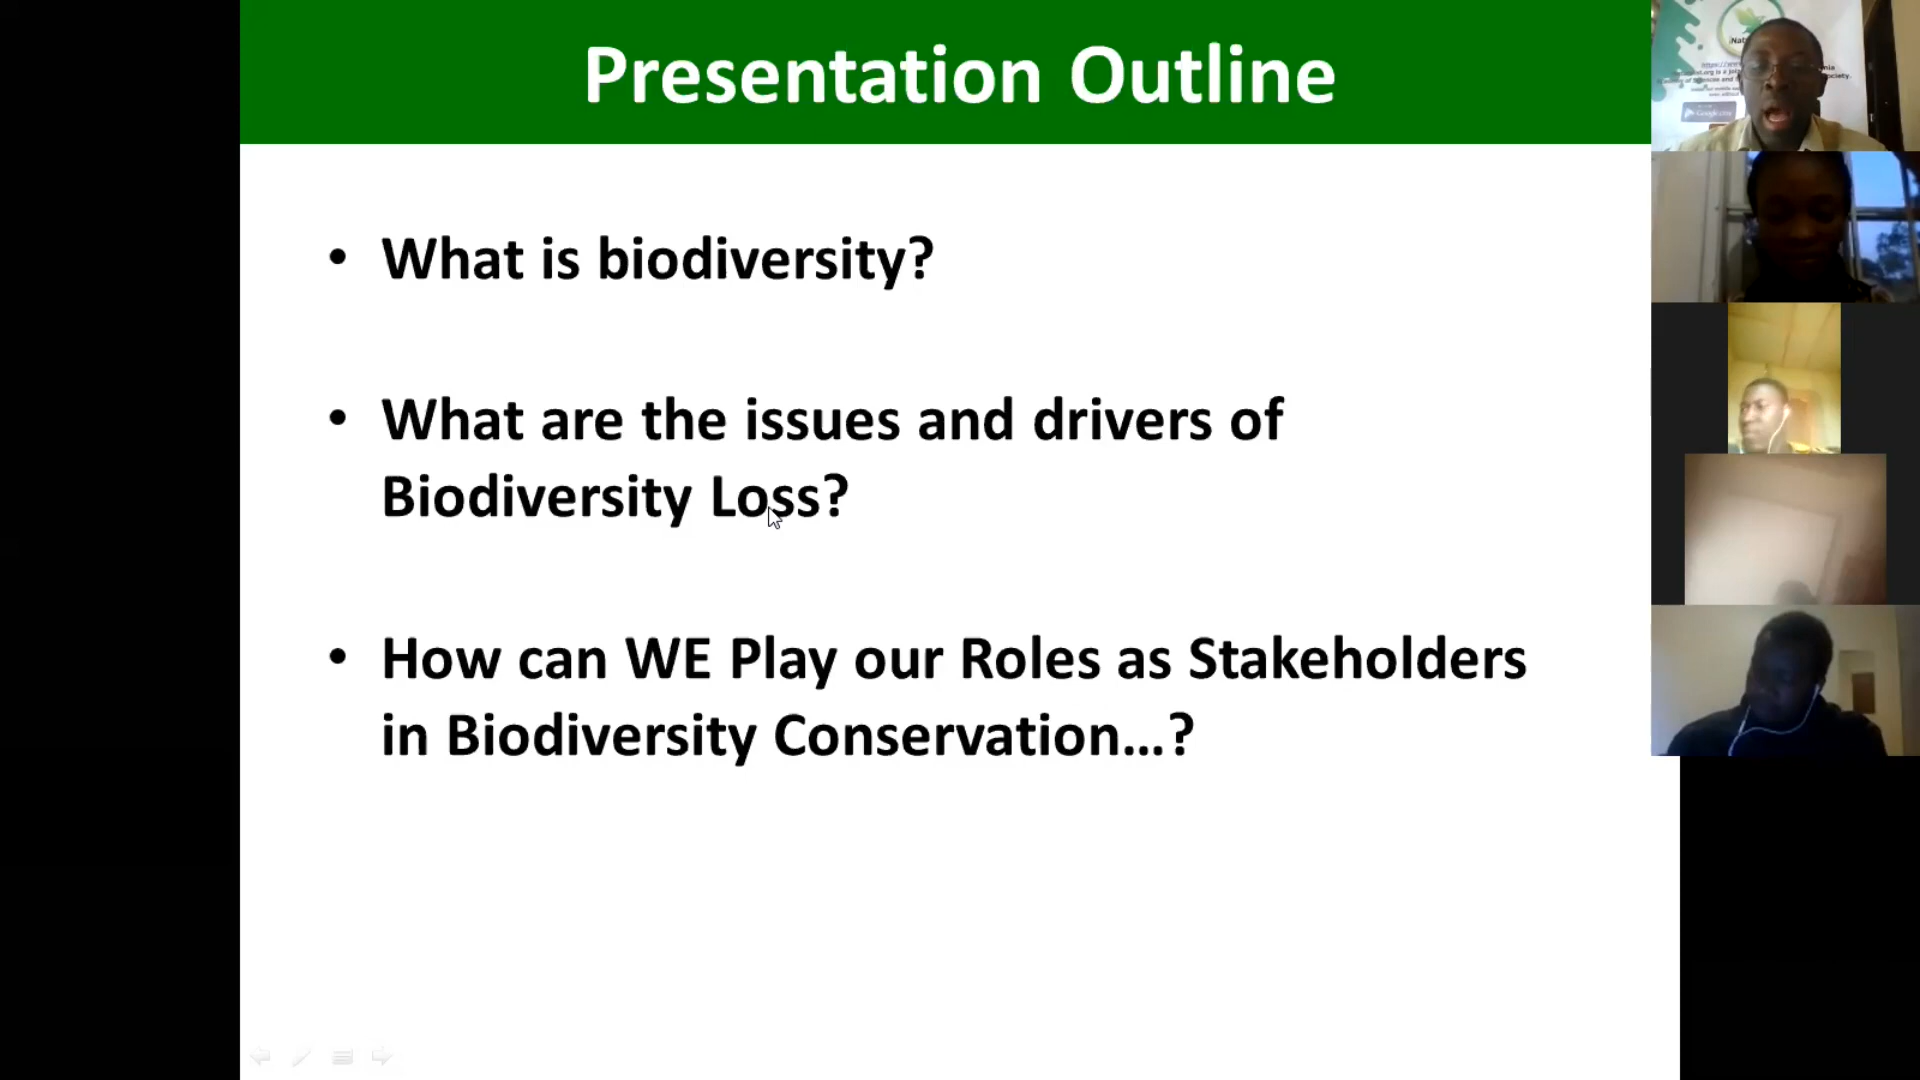 Presentation Outline
• What is biodiversity?
• What are the issues and drivers of
Biodiversity Loss?
• How can WE Play our Roles as Stakeholders
in Biodiversity Conservation...?